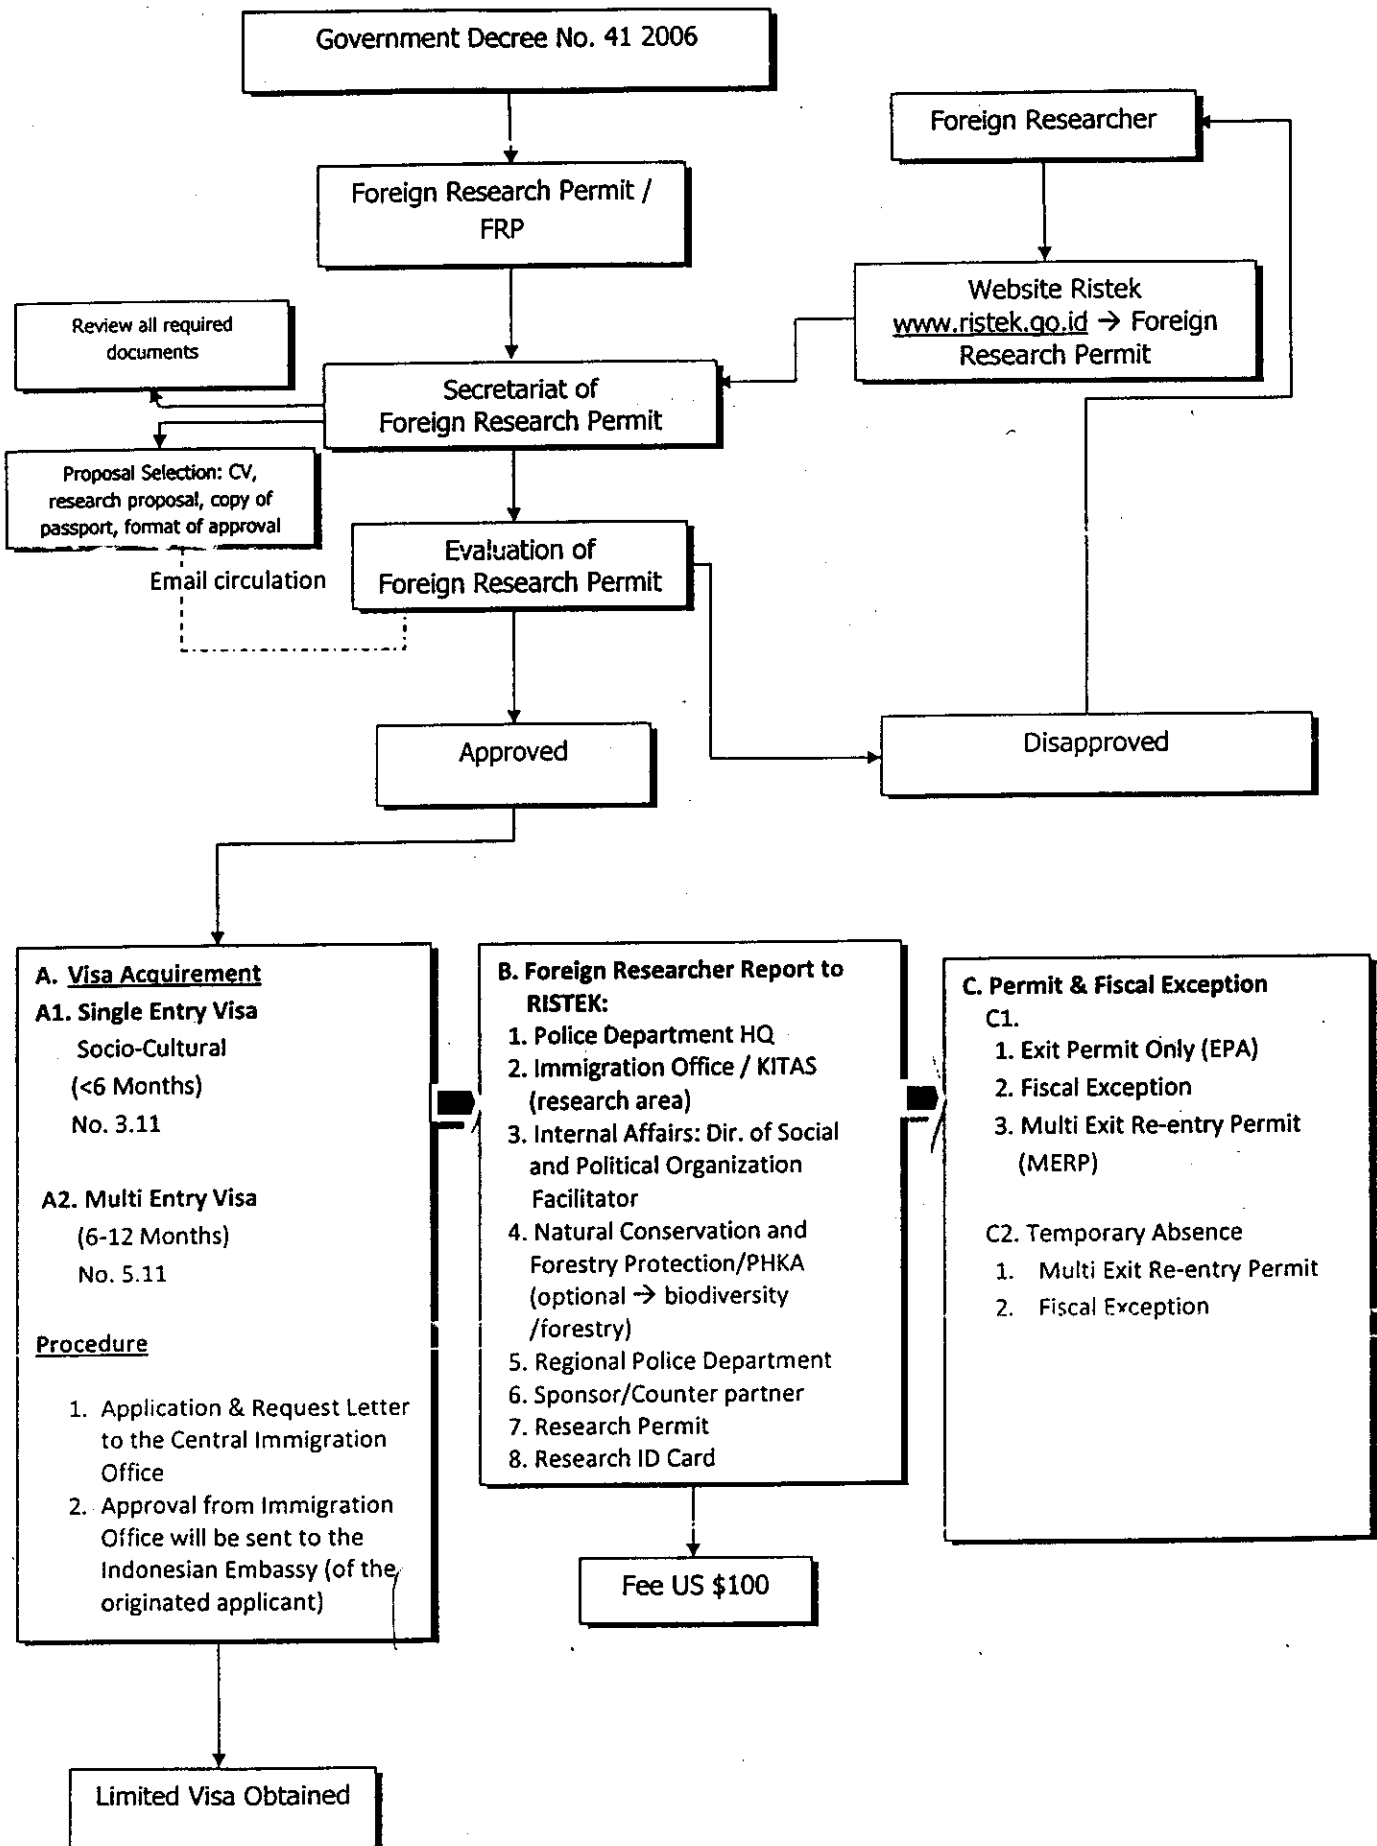 Government Decree No. 41 2006
Foreign Researcher
Foreign Research Permit /
FRP
Website Ristek
www.ristek.go.id → Foreign
Research Permit
Review all required
documents
Secretariat of
Foreign Research Permit
Proposal Selection: CV,
research proposal, copy of
passport, format of approval
Evaluation of
Foreign Research Permit
Email circulation
Approved
Disapproved
A. Visa Acquirement
A1. Single Entry Visa
Socio-Cultural
(<6 Months)
No. 3.11
A2. Multi Entry Visa
(6-12 Months)
No. 5.11
Procedure
1. Application & Request Letter
to the Central Immigration
Office
2. Approval from Immigration
Office will be sent to the
Indonesian Embassy (of the
originated applicant)
B. Foreign Researcher Report to
RISTEK:
1. Police Department HQ
2. Immigration Office / KITAS
(research area)
3. Internal Affairs: Dir. of Social
and Political Organization
Facilitator
4. Natural Conservation and
Forestry Protection/PHKA
(optional → biodiversity
/forestry)
5. Regional Police Department
6. Sponsor/Counter partner
7. Research Permit
8. Research ID Card
C. Permit & Fiscal Exception
C1.
1. Exit Permit Only (EPA)
2. Fiscal Exception
3. Multi Exit Re-entry Permit
(MERP)
C2. Temporary Absence
1. Multi Exit Re-entry Permit
2. Fiscal Exception
Fee US $100
Limited Visa Obtained